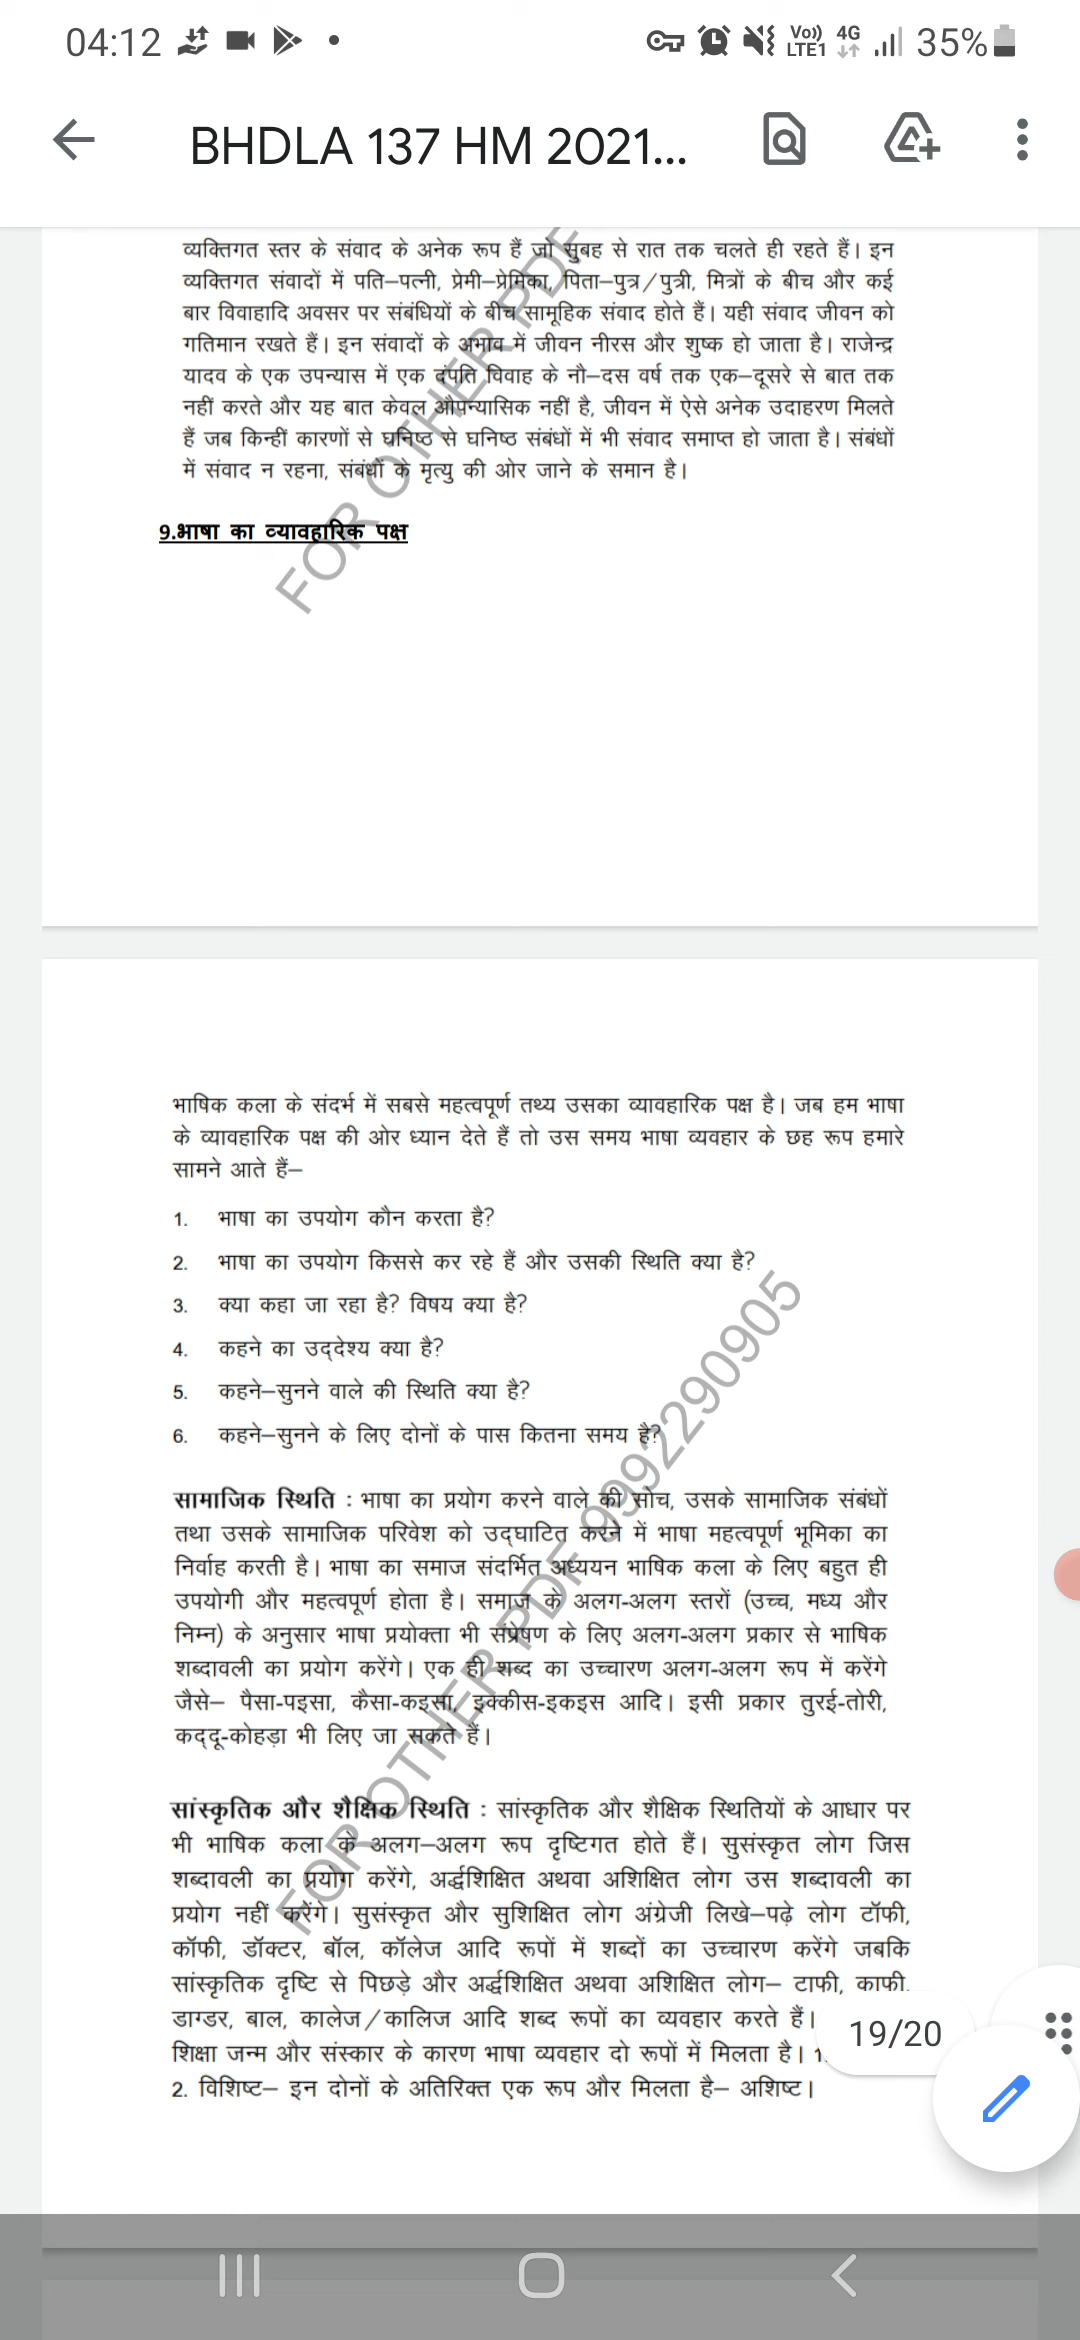 04:12
Vo)) LTE1 4G 35%
BHDLA 137 HM 2021...
व्यक्तिगत स्तर के संवाद के अनेक रूप हैं जो सुबह से रात तक चलते ही रहते हैं। इन
व्यक्तिगत संवादों में पति–पत्नी, प्रेमी–प्रेमिका, पिता–पुत्र/पुत्री, मित्रों के बीच और कई
बार विवाहादि अवसर पर संबंधियों के बीच सामूहिक संवाद होते हैं। यही संवाद जीवन को
गतिमान रखते हैं। इन संवादों के अभाव में जीवन नीरस और शुष्क हो जाता है। राजेन्द्र
यादव के एक उपन्यास में एक दंपति विवाह के नौ–दस वर्ष तक एक–दूसरे से बात तक
नहीं करते और यह बात केवल औपन्यासिक नहीं है, जीवन में ऐसे अनेक उदाहरण मिलते
हैं जब किन्हीं कारणों से घनिष्ठ से घनिष्ठ संबंधों में भी संवाद समाप्त हो जाता है। संबंधों
में संवाद न रहना, संबंधों के मृत्यु की ओर जाने के समान है।
FOR OTHER PDF
9.भाषा का व्यावहारिक पक्ष
भाषिक कला के संदर्भ में सबसे महत्वपूर्ण तथ्य उसका व्यावहारिक पक्ष है। जब हम भाषा
के व्यावहारिक पक्ष की ओर ध्यान देते हैं तो उस समय भाषा व्यवहार के छह रूप हमारे
सामने आते हैं–
1. भाषा का उपयोग कौन करता है?
2. भाषा का उपयोग किससे कर रहे हैं और उसकी स्थिति क्या है?
3. क्या कहा जा रहा है? विषय क्या है?
4. कहने का उद्देश्य क्या है?
5. कहने–सुनने वाले की स्थिति क्या है?
6. कहने–सुनने के लिए दोनों के पास कितना समय है?
FOR OTHER PDF 9992290905
सामाजिक स्थिति : भाषा का प्रयोग करने वाले की सोच, उसके सामाजिक संबंधों
तथा उसके सामाजिक परिवेश को उद्घाटित करने में भाषा महत्वपूर्ण भूमिका का
निर्वाह करती है। भाषा का समाज संदर्भित अध्ययन भाषिक कला के लिए बहुत ही
उपयोगी और महत्वपूर्ण होता है। समाज के अलग-अलग स्तरों (उच्च, मध्य और
निम्न) के अनुसार भाषा प्रयोक्ता भी संप्रेषण के लिए अलग-अलग प्रकार से भाषिक
शब्दावली का प्रयोग करेंगे। एक ही शब्द का उच्चारण अलग-अलग रूप में करेंगे
जैसे– पैसा-पइसा, कैसा-कइसा, इक्कीस-इकइस आदि। इसी प्रकार तुरई-तोरी,
कद्दू-कोहड़ा भी लिए जा सकते हैं।
सांस्कृतिक और शैक्षिक स्थिति : सांस्कृतिक और शैक्षिक स्थितियों के आधार पर
भी भाषिक कला के अलग–अलग रूप दृष्टिगत होते हैं। सुसंस्कृत लोग जिस
शब्दावली का प्रयोग करेंगे, अर्द्धशिक्षित अथवा अशिक्षित लोग उस शब्दावली का
प्रयोग नहीं करेंगे। सुसंस्कृत और सुशिक्षित लोग अंग्रेजी लिखे–पढ़े लोग टॉफी,
कॉफी, डॉक्टर, बॉल, कॉलेज आदि रूपों में शब्दों का उच्चारण करेंगे जबकि
सांस्कृतिक दृष्टि से पिछड़े और अर्द्धशिक्षित अथवा अशिक्षित लोग– टाफी, काफी,
डाग्डर, बाल, कालेज/कालिज आदि शब्द रूपों का व्यवहार करते हैं।
19/20
शिक्षा जन्म और संस्कार के कारण भाषा व्यवहार दो रूपों में मिलता है। 1.
2. विशिष्ट– इन दोनों के अतिरिक्त एक रूप और मिलता है– अशिष्ट।